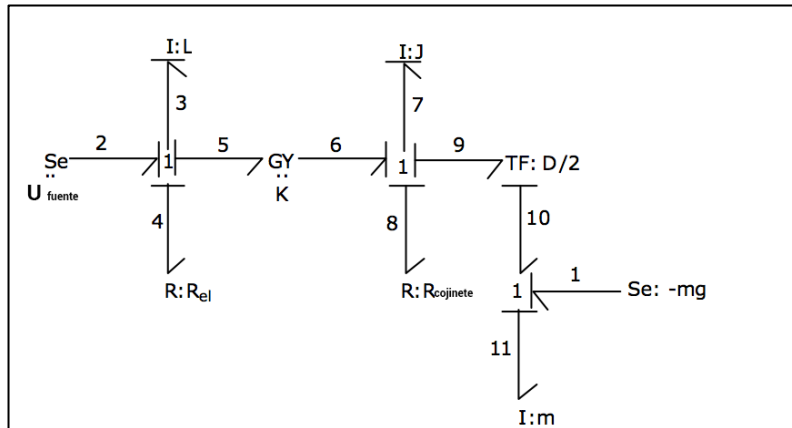 I:L
I:J
3
7
2
5
6
9
Se
1
GY
1
TF: D/2
..
U fuente
..
K
4
8
10
1
R:Rel
R:Rcojinete
1
Se: -mg
11
I:m